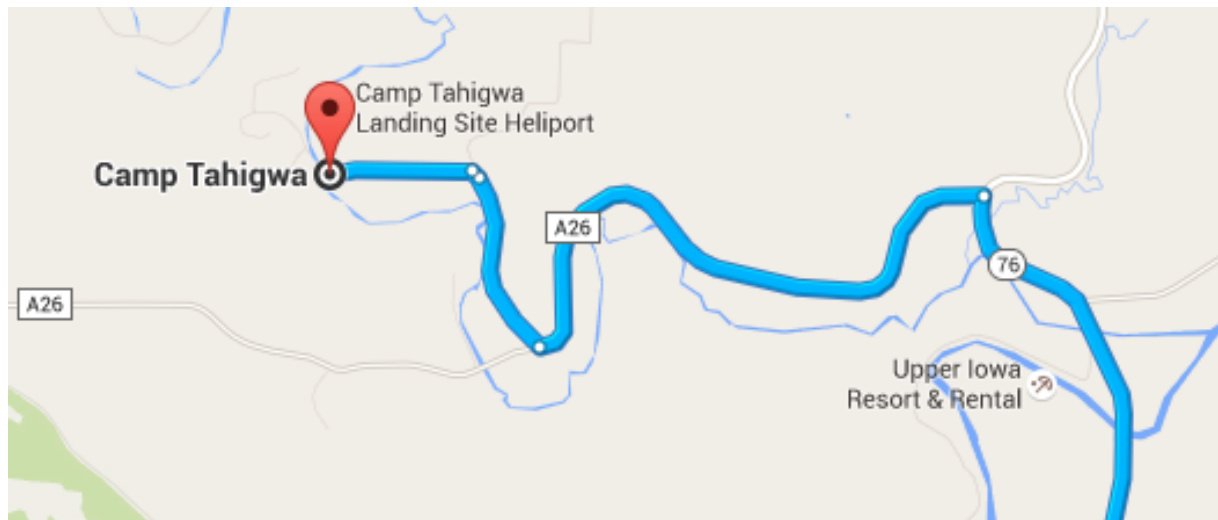 Camp Tahigwa
Landing Site Heliport
Camp Tahigwa
A26
76
A26
Upper Iowa
Resort & Rental